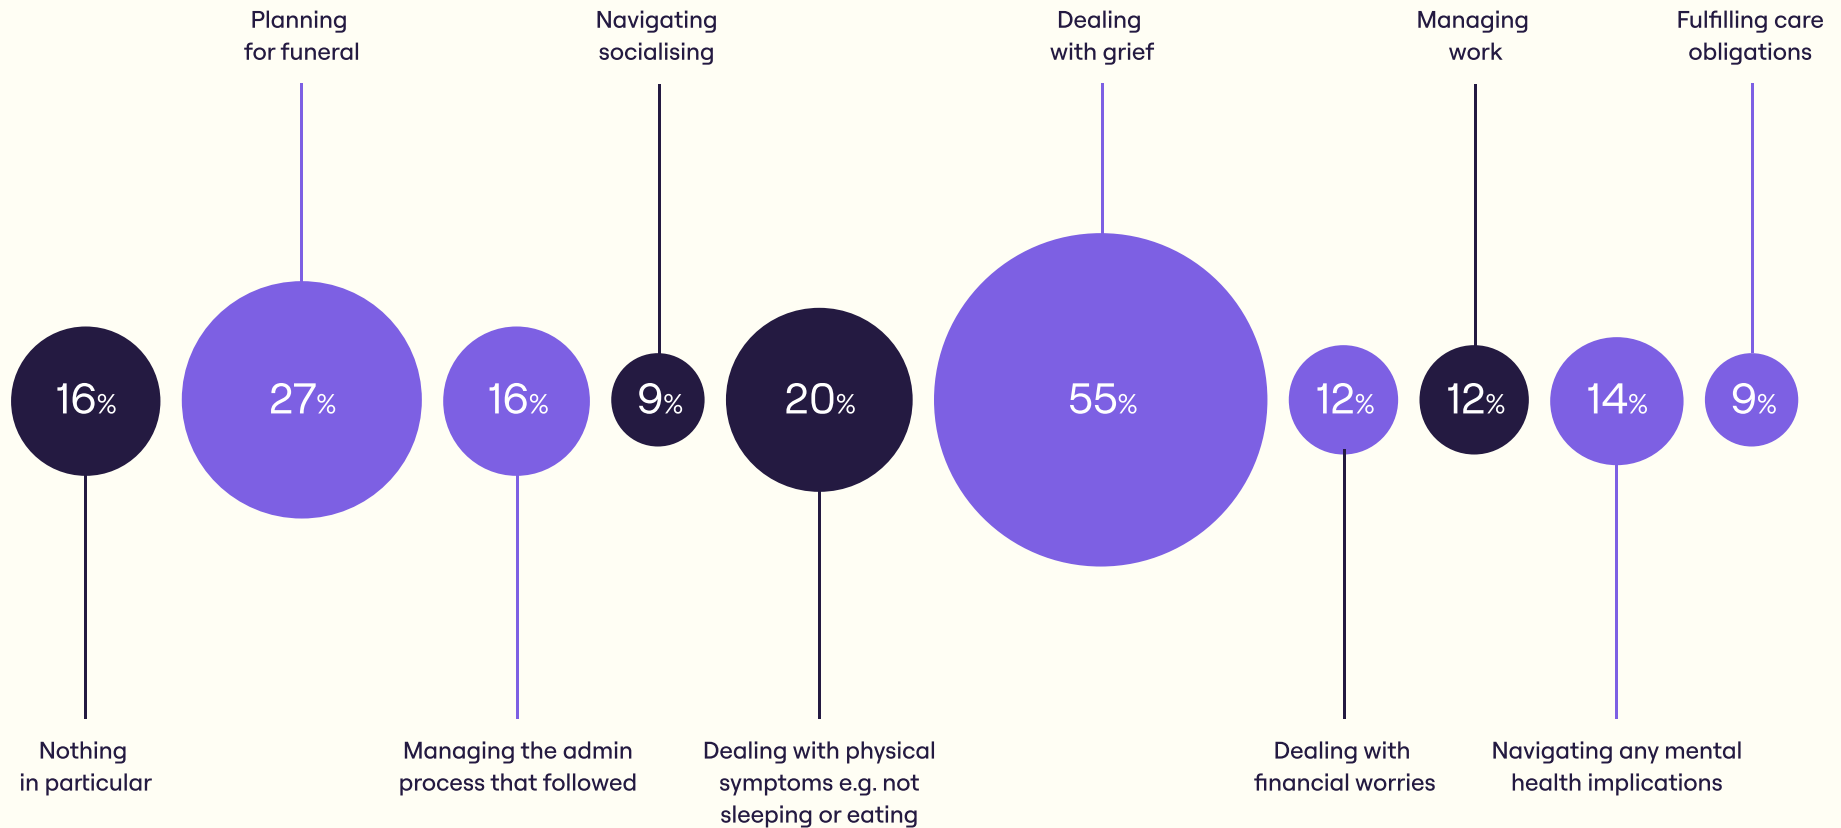 Planning
for funeral
Navigating
socialising
Dealing
with grief
Managing
work
Fulfilling care
obligations
16%
27%
16%
9%
20%
55%
12%
12%
14%
9%
Nothing
in particular
Managing the admin
process that followed
Dealing with physical
symptoms e.g. not
sleeping or eating
Dealing with
financial worries
Navigating any mental
health implications